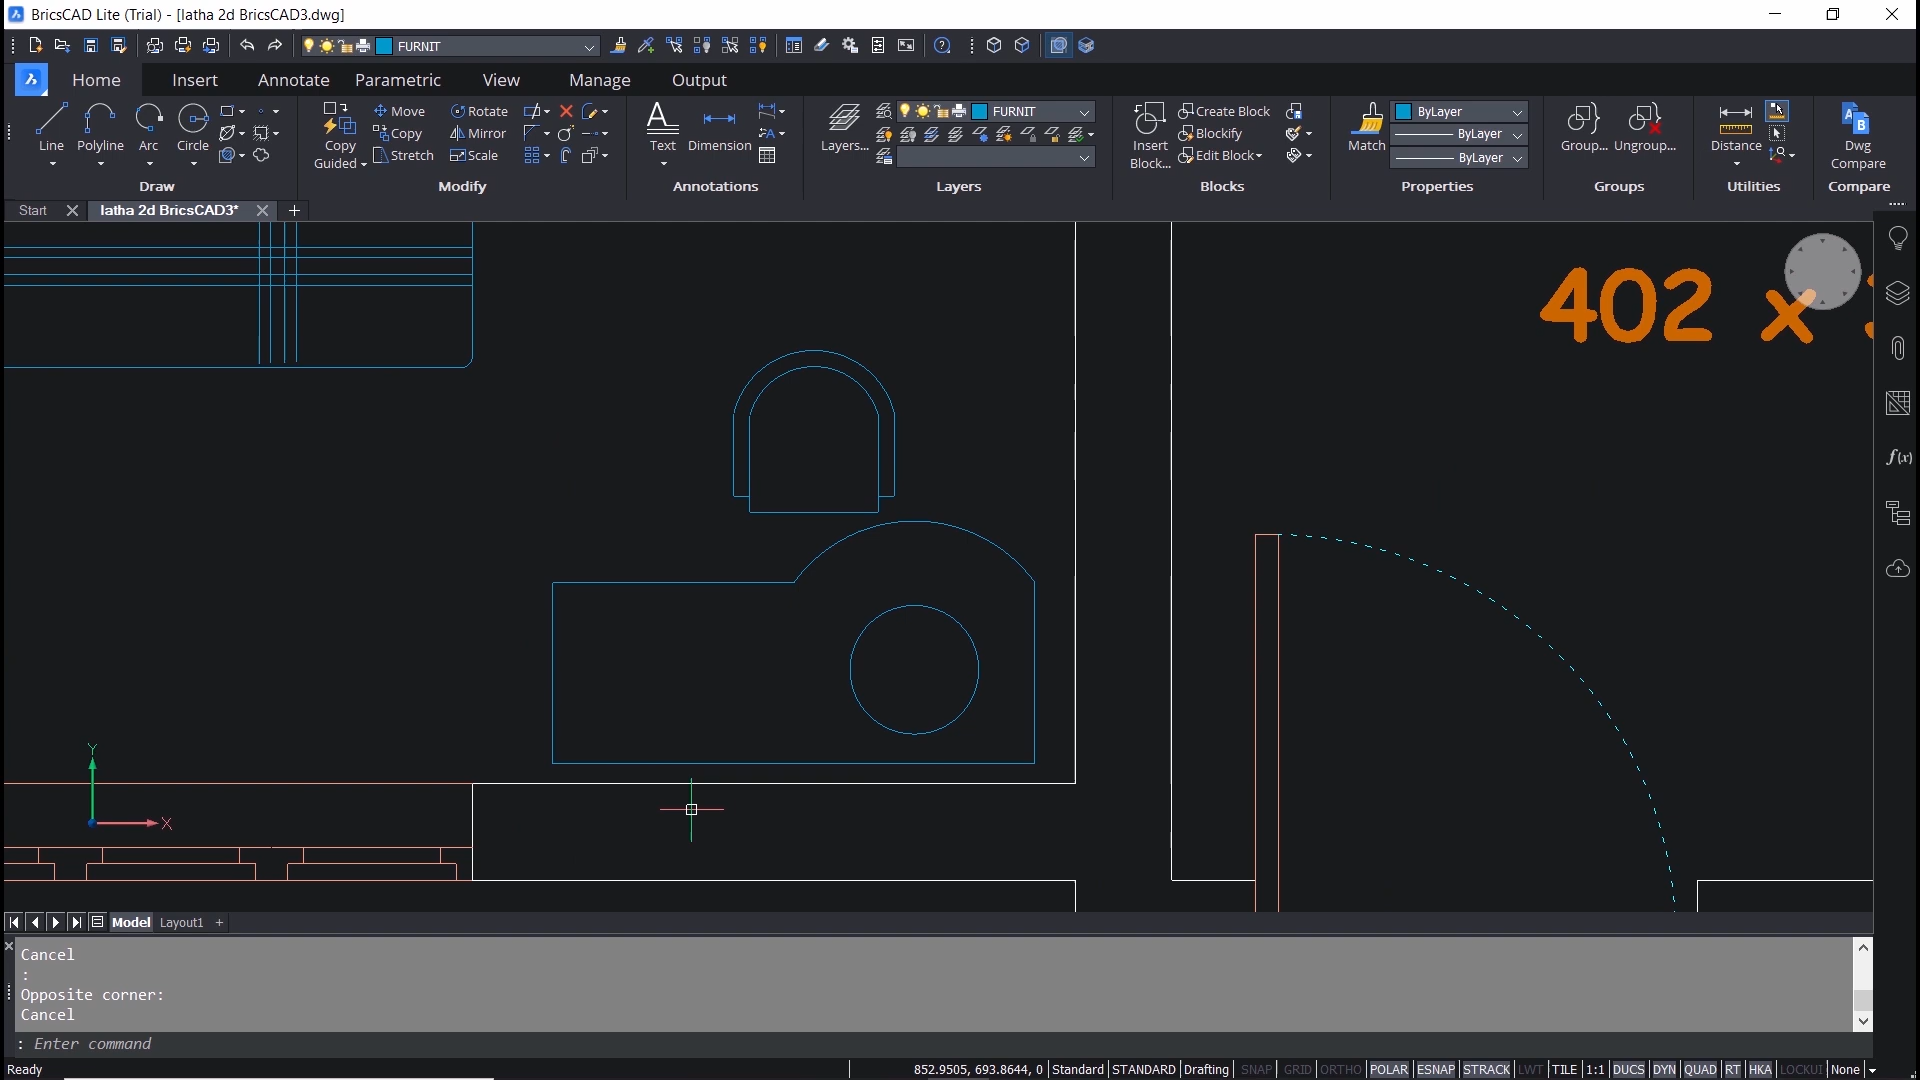 BricsCAD Lite (Trial) - [latha 2d BricsCAD3.dwg]
FURNIT
Home Insert Annotate Parametric View Manage Output
Line Polyline Arc Circle
Draw
Copy Guided
Move Rotate
Copy Mirror
Stretch Scale
Modify
Text Dimension
Annotations
Layers...
FURNIT
Layers
Insert Block...
Create Block
Blockify
Edit Block
Blocks
Match
ByLayer
ByLayer
ByLayer
Properties
Group... Ungroup...
Groups
Distance
Utilities
Dwg Compare
Compare
Start latha 2d BricsCAD3*
402 x
f(x)
Y
X
Model Layout1 +
Cancel
:
Opposite corner:
Cancel
: Enter command
Ready
852.9505, 693.8644, 0 Standard STANDARD Drafting SNAP GRID ORTHO POLAR ESNAP STRACK LWT TILE 1:1 DUCS DYN QUAD RT HKA LOCKUI None